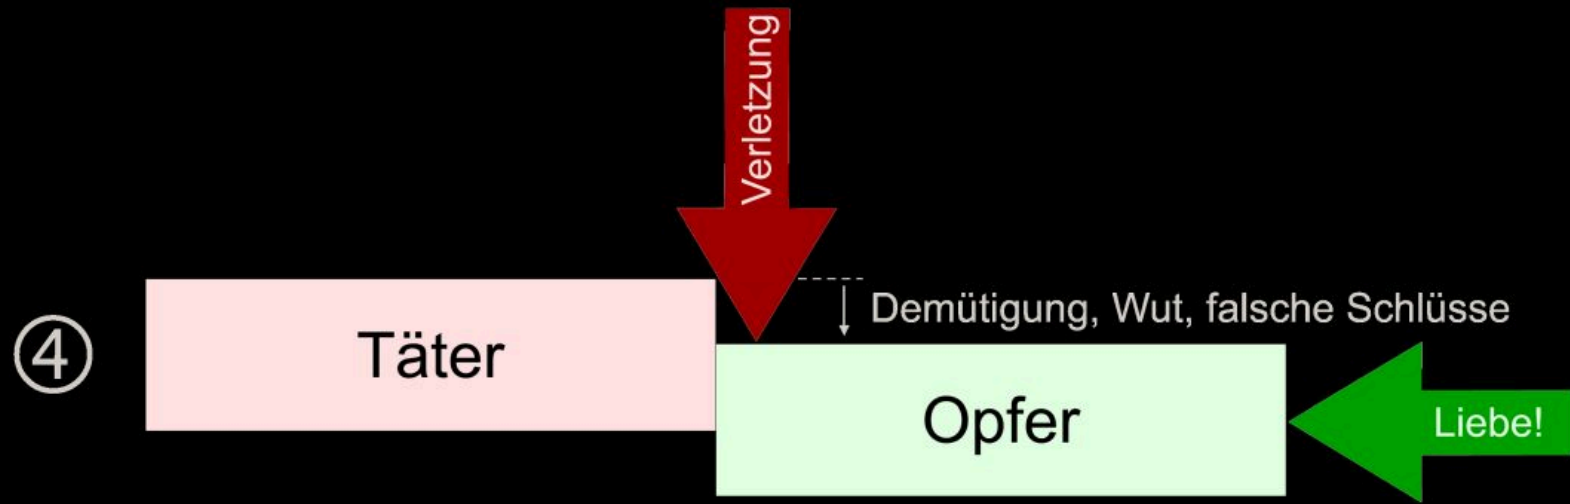 Verletzung
④
Täter
Demütigung, Wut, falsche Schlüsse
Opfer
Liebe!